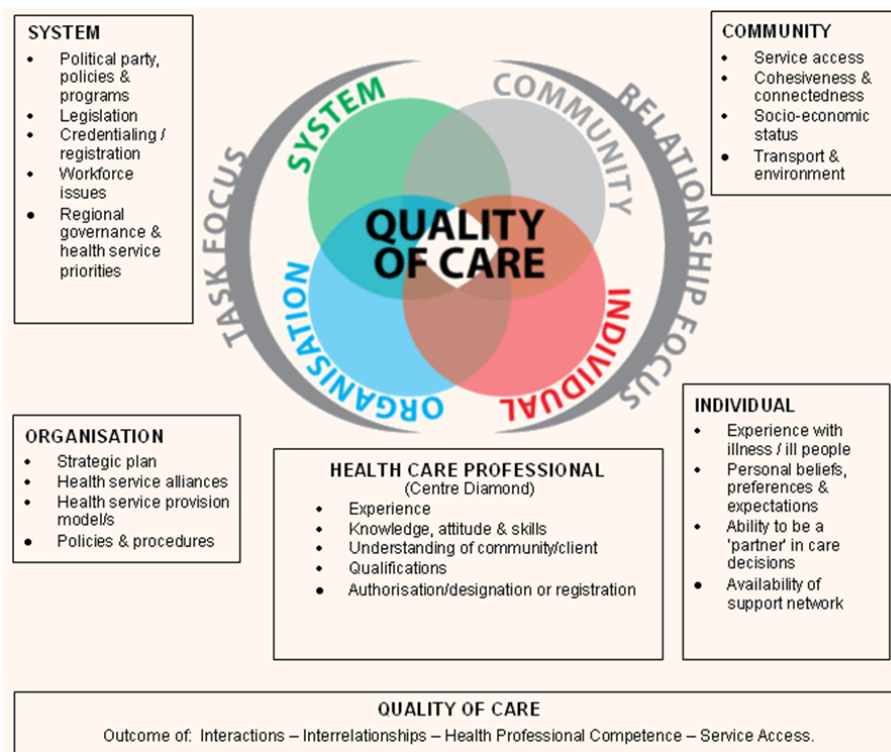 SYSTEM
• Political party,
policies &
programs
• Legislation
• Credentialing /
registration
• Workforce
issues
• Regional
governance &
health service
priorities
COMMUNITY
• Service access
• Cohesiveness &
connectedness
• Socio-economic
status
• Transport &
environment
TASK FOCUS
SYSTEM
COMMUNITY
RELATIONSHIP FOCUS
QUALITY
OF CARE
ORGANISATION
INDIVIDUAL
ORGANISATION
• Strategic plan
• Health service alliances
• Health service provision
model/s
• Policies & procedures
HEALTH CARE PROFESSIONAL
(Centre Diamond)
• Experience
• Knowledge, attitude & skills
• Understanding of community/client
• Qualifications
• Authorisation/designation or registration
INDIVIDUAL
• Experience with
illness / ill people
• Personal beliefs,
preferences &
expectations
• Ability to be a
'partner' in care
decisions
• Availability of
support network
QUALITY OF CARE
Outcome of: Interactions – Interrelationships – Health Professional Competence – Service Access.